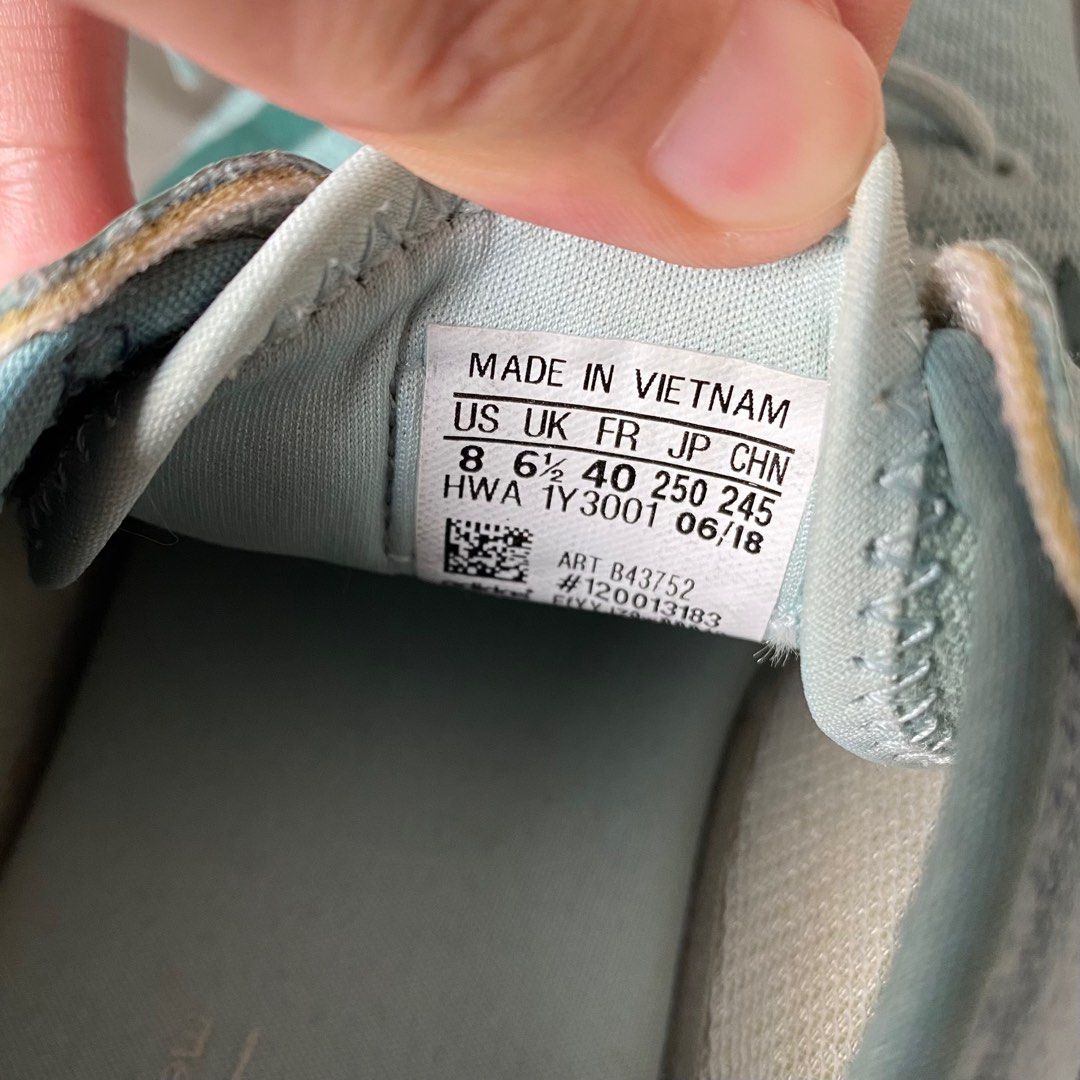 MADE IN VIETNAM
US UK FR JP CHN
8 6½ 40 250 245
HWA 1Y3001 06/18
ART B43752
#120013183